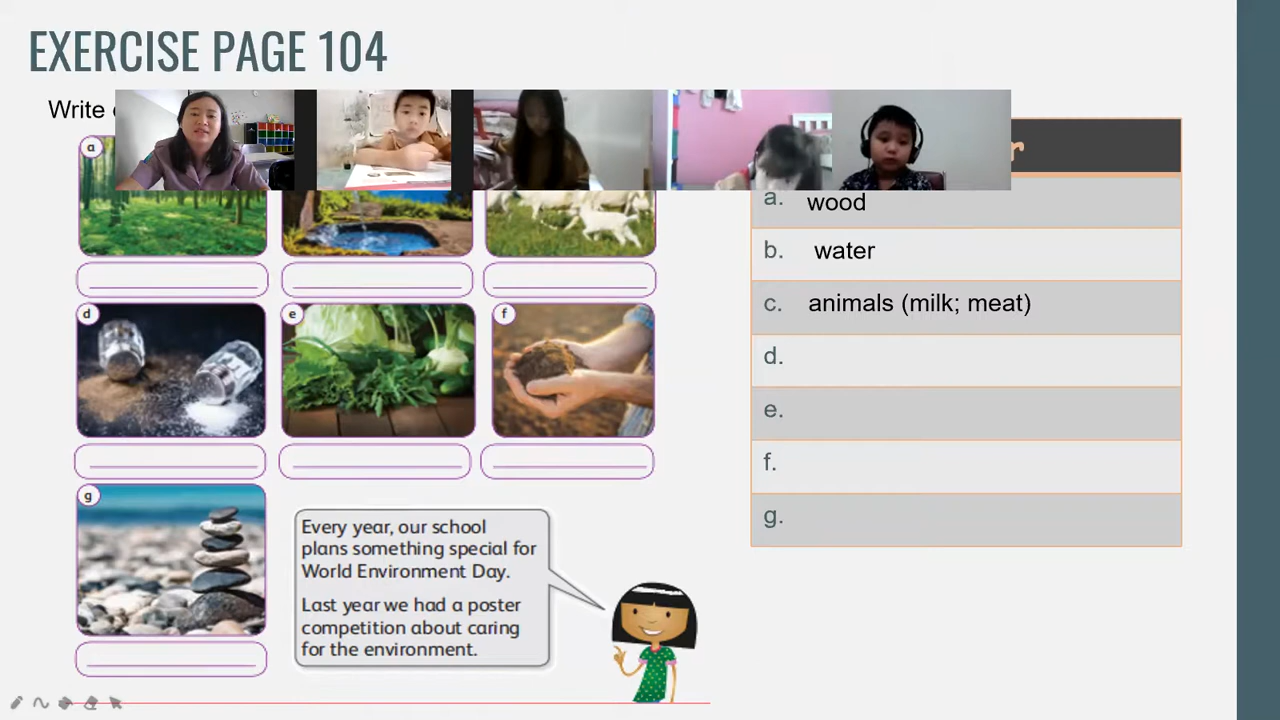 EXERCISE PAGE 104
Write
a
a. wood
b. water
c. animals (milk; meat)
d
e
f
d.
e.
f.
g.
g
Every year, our school
plans something special for
World Environment Day.
Last year we had a poster
competition about caring
for the environment.